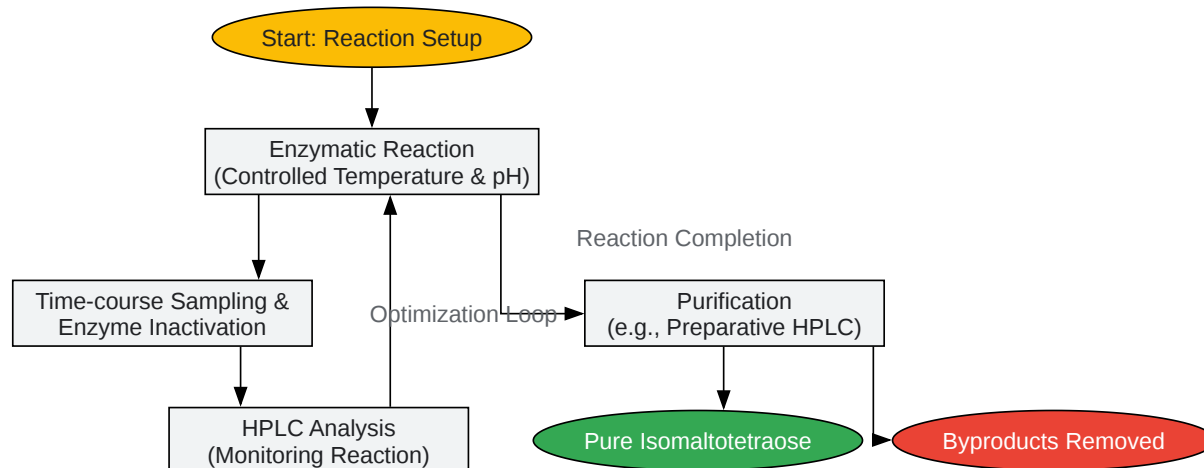 Start: Reaction Setup
Enzymatic Reaction
(Controlled Temperature & pH)
Reaction Completion
Time-course Sampling &
Enzyme Inactivation
Optimization Loop
Purification
(e.g., Preparative HPLC)
HPLC Analysis
(Monitoring Reaction)
Pure Isomaltotetraose
Byproducts Removed